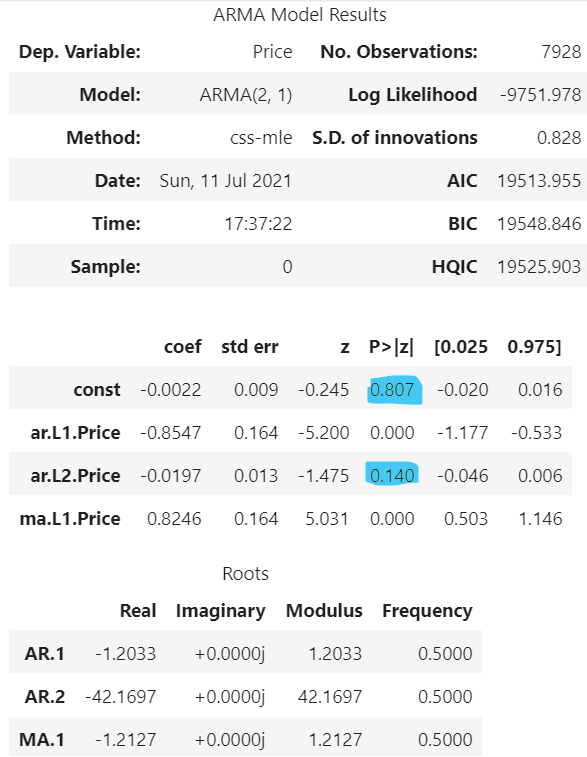 ARMA Model Results
Dep. Variable: Price No. Observations: 7928
Model: ARMA(2, 1) Log Likelihood -9751.978
Method: css-mle S.D. of innovations 0.828
Date: Sun, 11 Jul 2021 AIC 19513.955
Time: 17:37:22 BIC 19548.846
Sample: 0 HQIC 19525.903
coef std err z P>|z| [0.025 0.975]
const -0.0022 0.009 -0.245 0.807 -0.020 0.016
ar.L1.Price -0.8547 0.164 -5.200 0.000 -1.177 -0.533
ar.L2.Price -0.0197 0.013 -1.475 0.140 -0.046 0.006
ma.L1.Price 0.8246 0.164 5.031 0.000 0.503 1.146
Roots
Real Imaginary Modulus Frequency
AR.1 -1.2033 +0.0000j 1.2033 0.5000
AR.2 -42.1697 +0.0000j 42.1697 0.5000
MA.1 -1.2127 +0.0000j 1.2127 0.5000